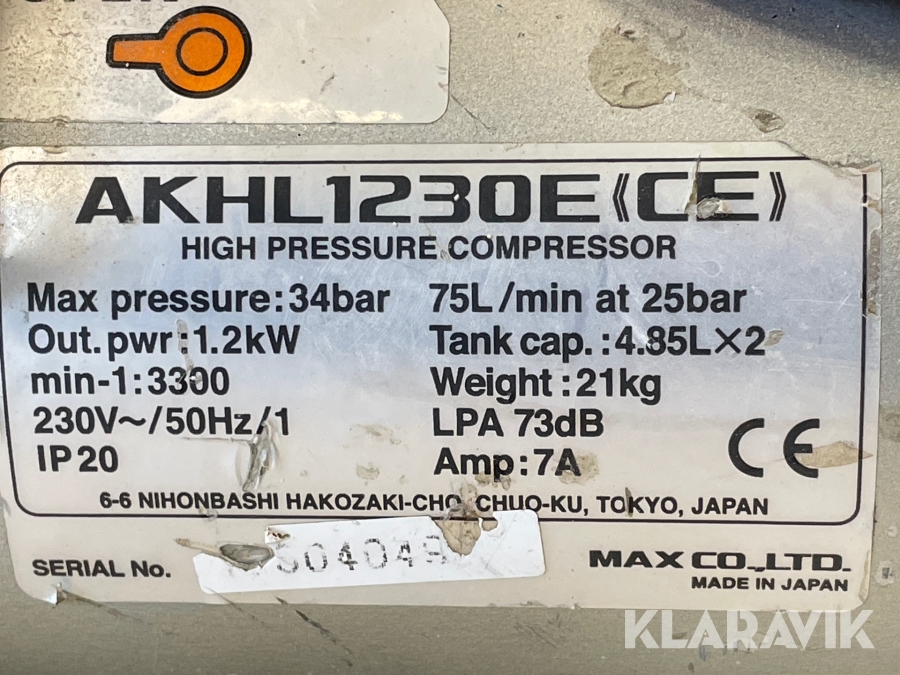 OPEN
AKHL1230E《CE》
HIGH PRESSURE COMPRESSOR
Max pressure:34bar 75L/min at 25bar
Out.pwr:1.2kW Tank cap.:4.85L×2
min-1:3300 Weight:21kg
230V~/50Hz/1 LPA 73dB
IP20 Amp:7A
CE
6-6 NIHONBASHI HAKOZAKI-CHO, CHUO-KU, TOKYO, JAPAN
SERIAL No.
MAX CO.,LTD.
MADE IN JAPAN
KLARAVIK